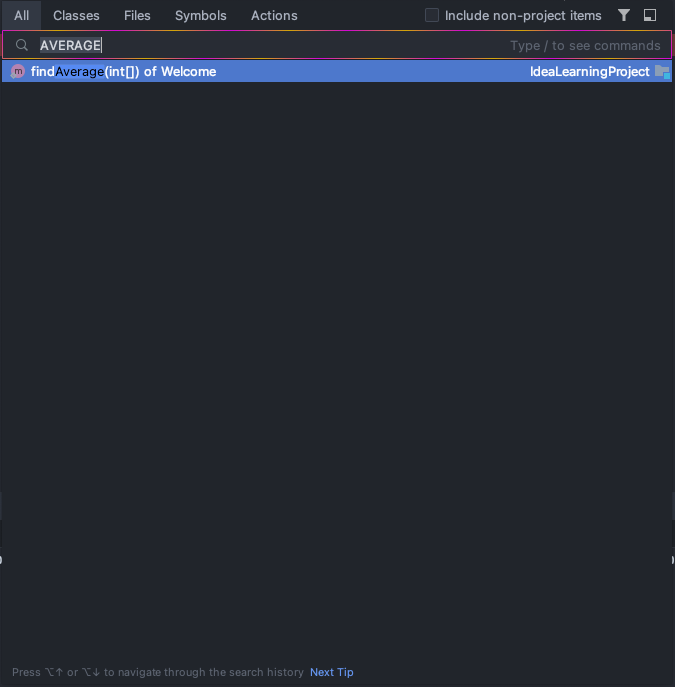 All Classes Files Symbols Actions Include non-project items
AVERAGE Type / to see commands
m findAverage(int[]) of Welcome IdeaLearningProject
Press ⌥↑ or ⌥↓ to navigate through the search history Next Tip